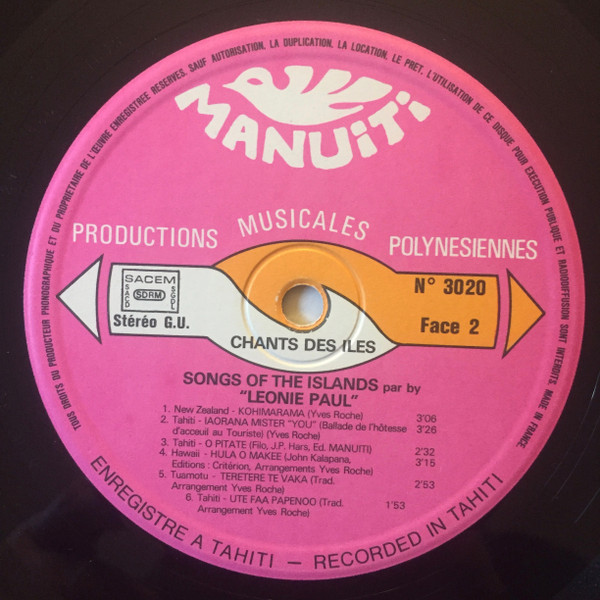 TOUS DROITS DU PRODUCTEUR PHONOGRAPHIQUE ET DU PROPRIETAIRE DE L'ŒUVRE ENREGISTREE RESERVES. SAUF AUTORISATION, LA DUPLICATION, LA LOCATION, LE PRET, L'UTILISATION DE CE DISQUE POUR EXECUTION PUBLIQUE ET RADIODIFFUSION SONT INTERDITS. MADE IN FRANCE.
MANUiTi
PRODUCTIONS MUSICALES POLYNESIENNES
SACEM
SACD SDRM SGDL
Stéréo G.U.
N° 3020
Face 2
CHANTS DES ILES
SONGS OF THE ISLANDS par by
"LEONIE PAUL"
1. New Zealand - KOHIMARAMA (Yves Roche) 3'06
2. Tahiti - IAORANA MISTER "YOU" (Ballade de l'hôtesse 3'26
d'acceuil au Touriste) (Yves Roche)
3. Tahiti - O PITATE (Filo, J.P. Hars, Ed. MANUITI) 2'32
4. Hawaii - HULA O MAKEE (John Kalapana, 3'15
Editions : Critérion, Arrangements Yves Roche)
5. Tuamotu - TERETERE TE VAKA (Trad. 2'53
Arrangement Yves Roche)
6. Tahiti - UTE FAA PAPENOO (Trad. 1'53
Arrangement Yves Roche)
ENREGISTRE A TAHITI - RECORDED IN TAHITI